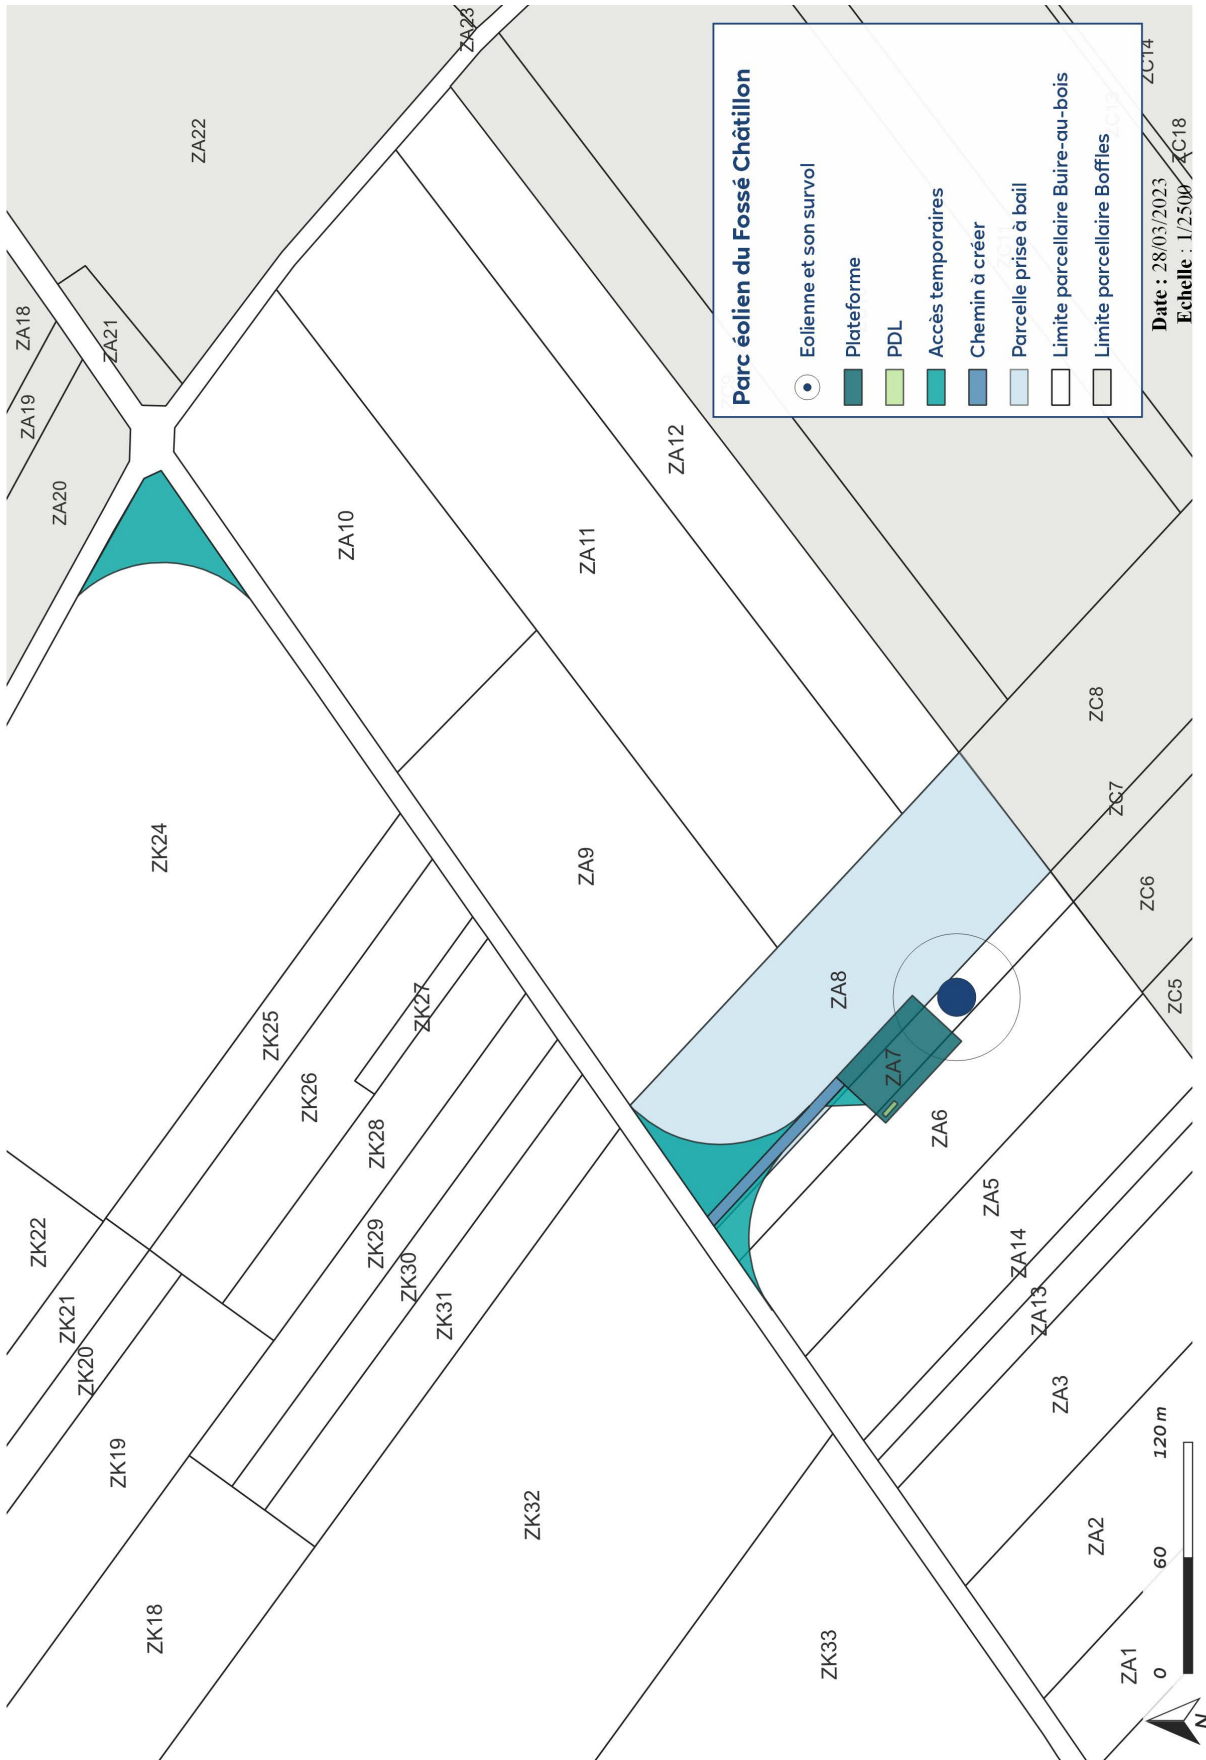 ZA23
ZA22
ZA18
ZA21
ZA19
ZA20
ZA10
ZA11
ZA12
ZK24
ZA9
ZA8
ZA7
ZA6
ZA5
ZA14
ZA13
ZA3
ZA2
ZA1
ZK25
ZK26
ZK27
ZK28
ZK29
ZK30
ZK31
ZK22
ZK21
ZK20
ZK19
ZK18
ZK32
ZK33
ZC14
ZC13
ZC18
ZC8
ZC7
ZC6
ZC5
Parc éolien du Fossé Châtillon
Eolienne et son survol
Plateforme
PDL
Accès temporaires
Chemin à créer
Parcelle prise à bail
Limite parcellaire Buire-au-bois
Limite parcellaire Boffles
Date : 28/03/2023
Echelle : 1/2500
0 60 120 m
N